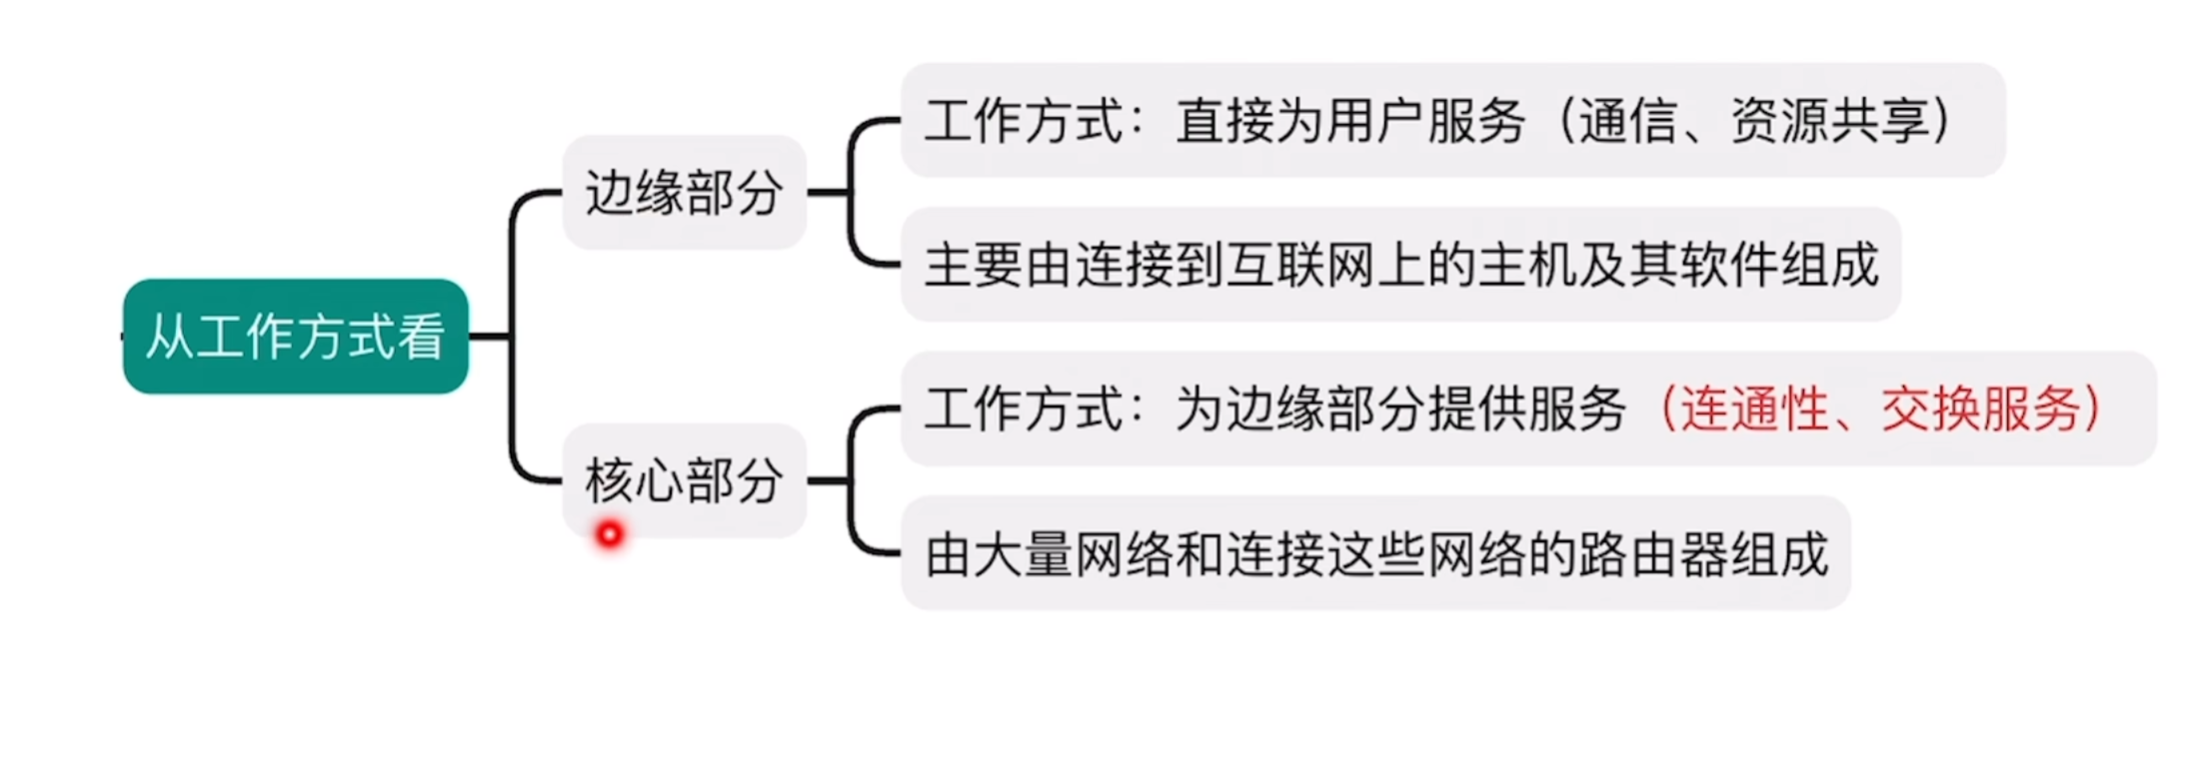 工作方式：直接为用户服务（通信、资源共享）
边缘部分
主要由连接到互联网上的主机及其软件组成
从工作方式看
工作方式：为边缘部分提供服务（连通性、交换服务）
核心部分
由大量网络和连接这些网络的路由器组成